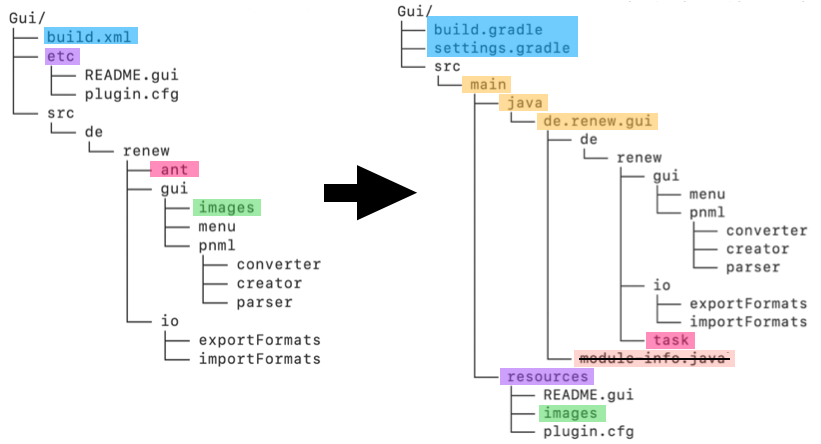 Gui/
build.xml
etc
README.gui
plugin.cfg
src
de
renew
ant
gui
images
menu
pnml
converter
creator
parser
io
exportFormats
importFormats
Gui/
build.gradle
settings.gradle
src
main
java
de.renew.gui
de
renew
gui
menu
pnml
converter
creator
parser
io
exportFormats
importFormats
task
module-info.java
resources
README.gui
images
plugin.cfg